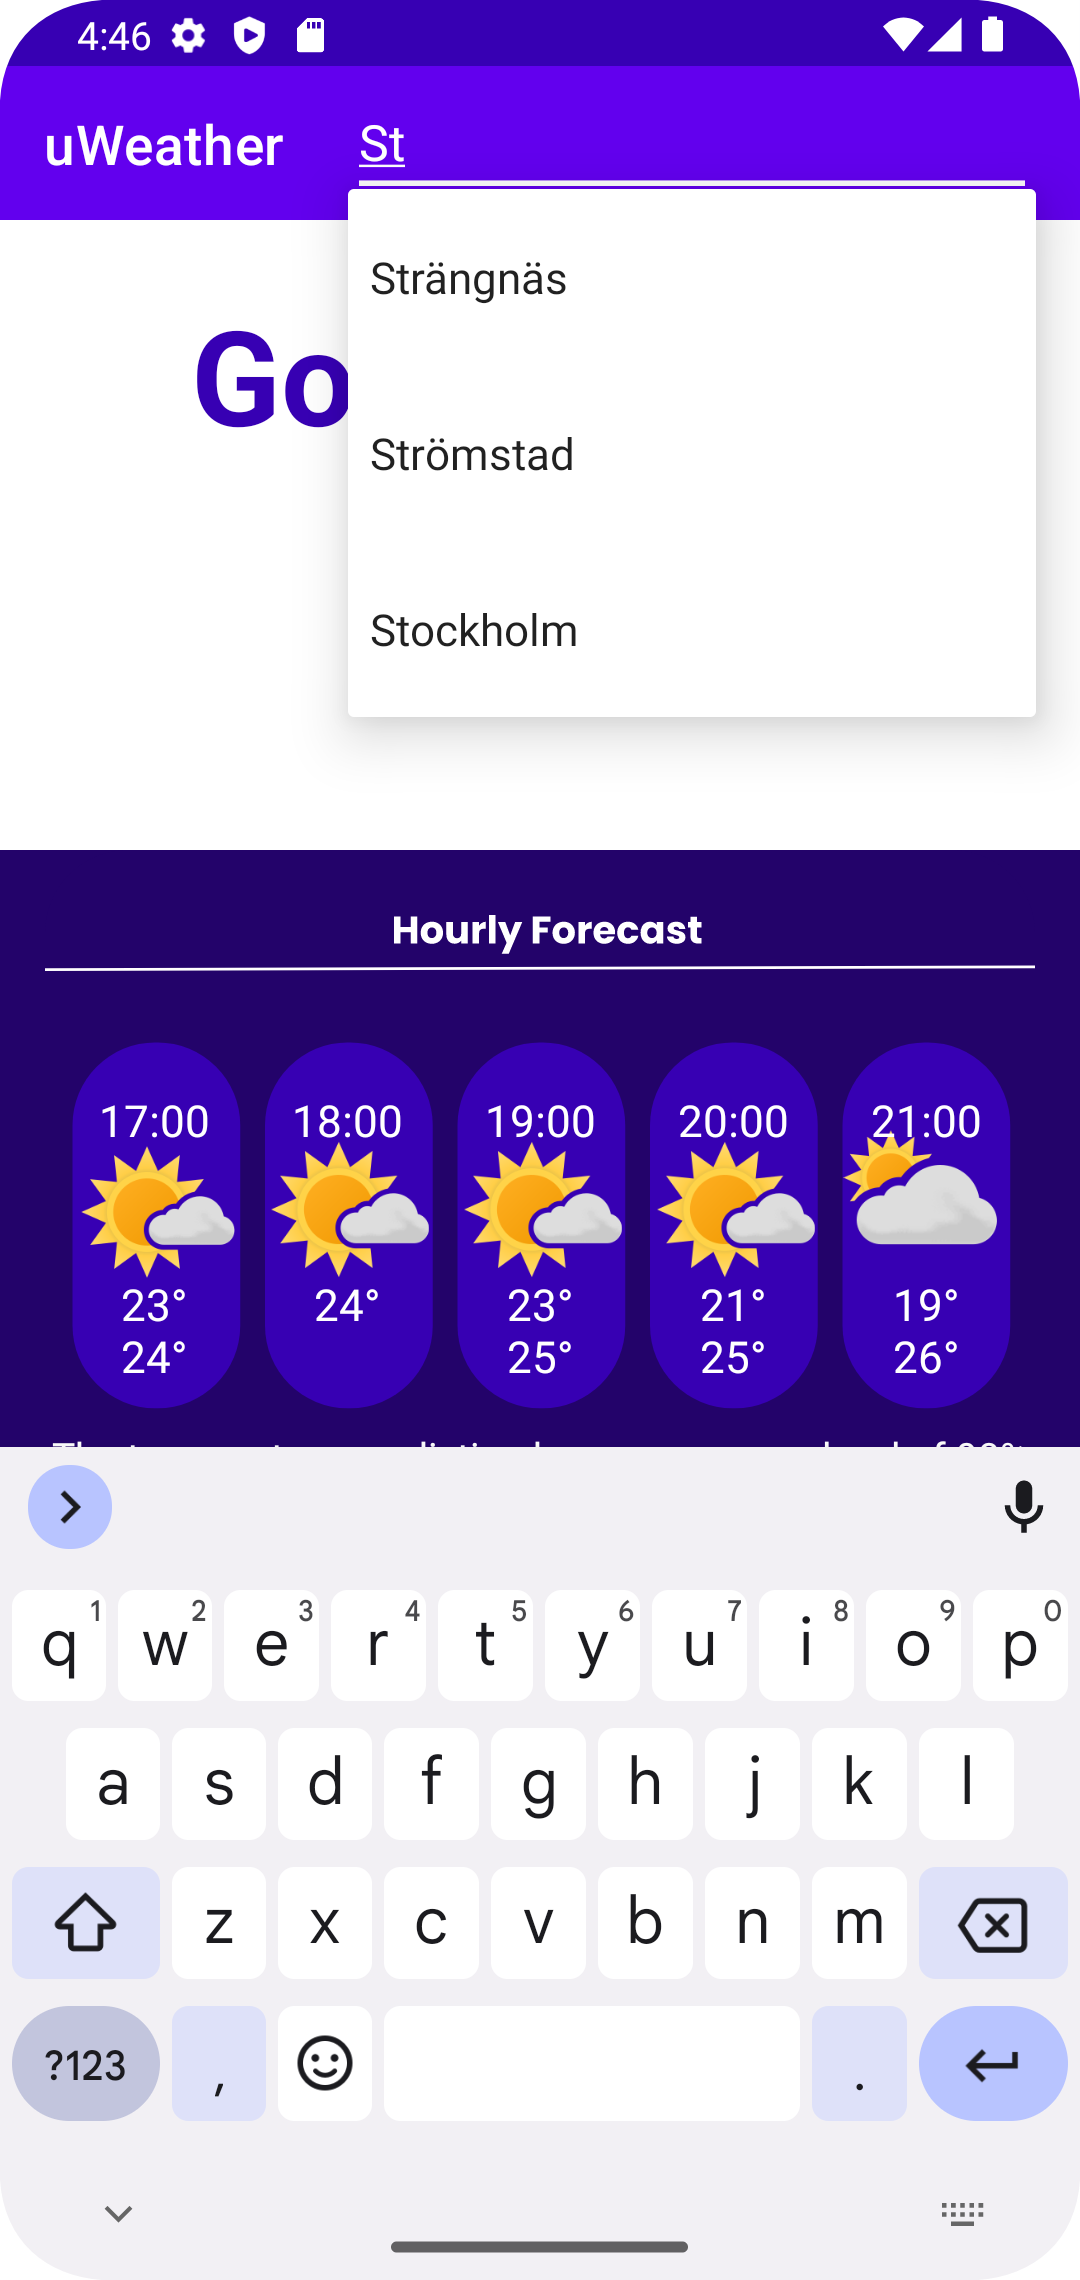 4:46
uWeather St
Strängnäs
Go
Strömstad
Stockholm
Hourly Forecast
17:00 18:00 19:00 20:00 21:00
23° 24° 23° 21° 19°
24° 25° 25° 26°
q 1 w 2 e 3 r 4 t 5 y 6 u 7 i 8 o 9 p 0
a s d f g h j k l
z x c v b n m
?123 , .